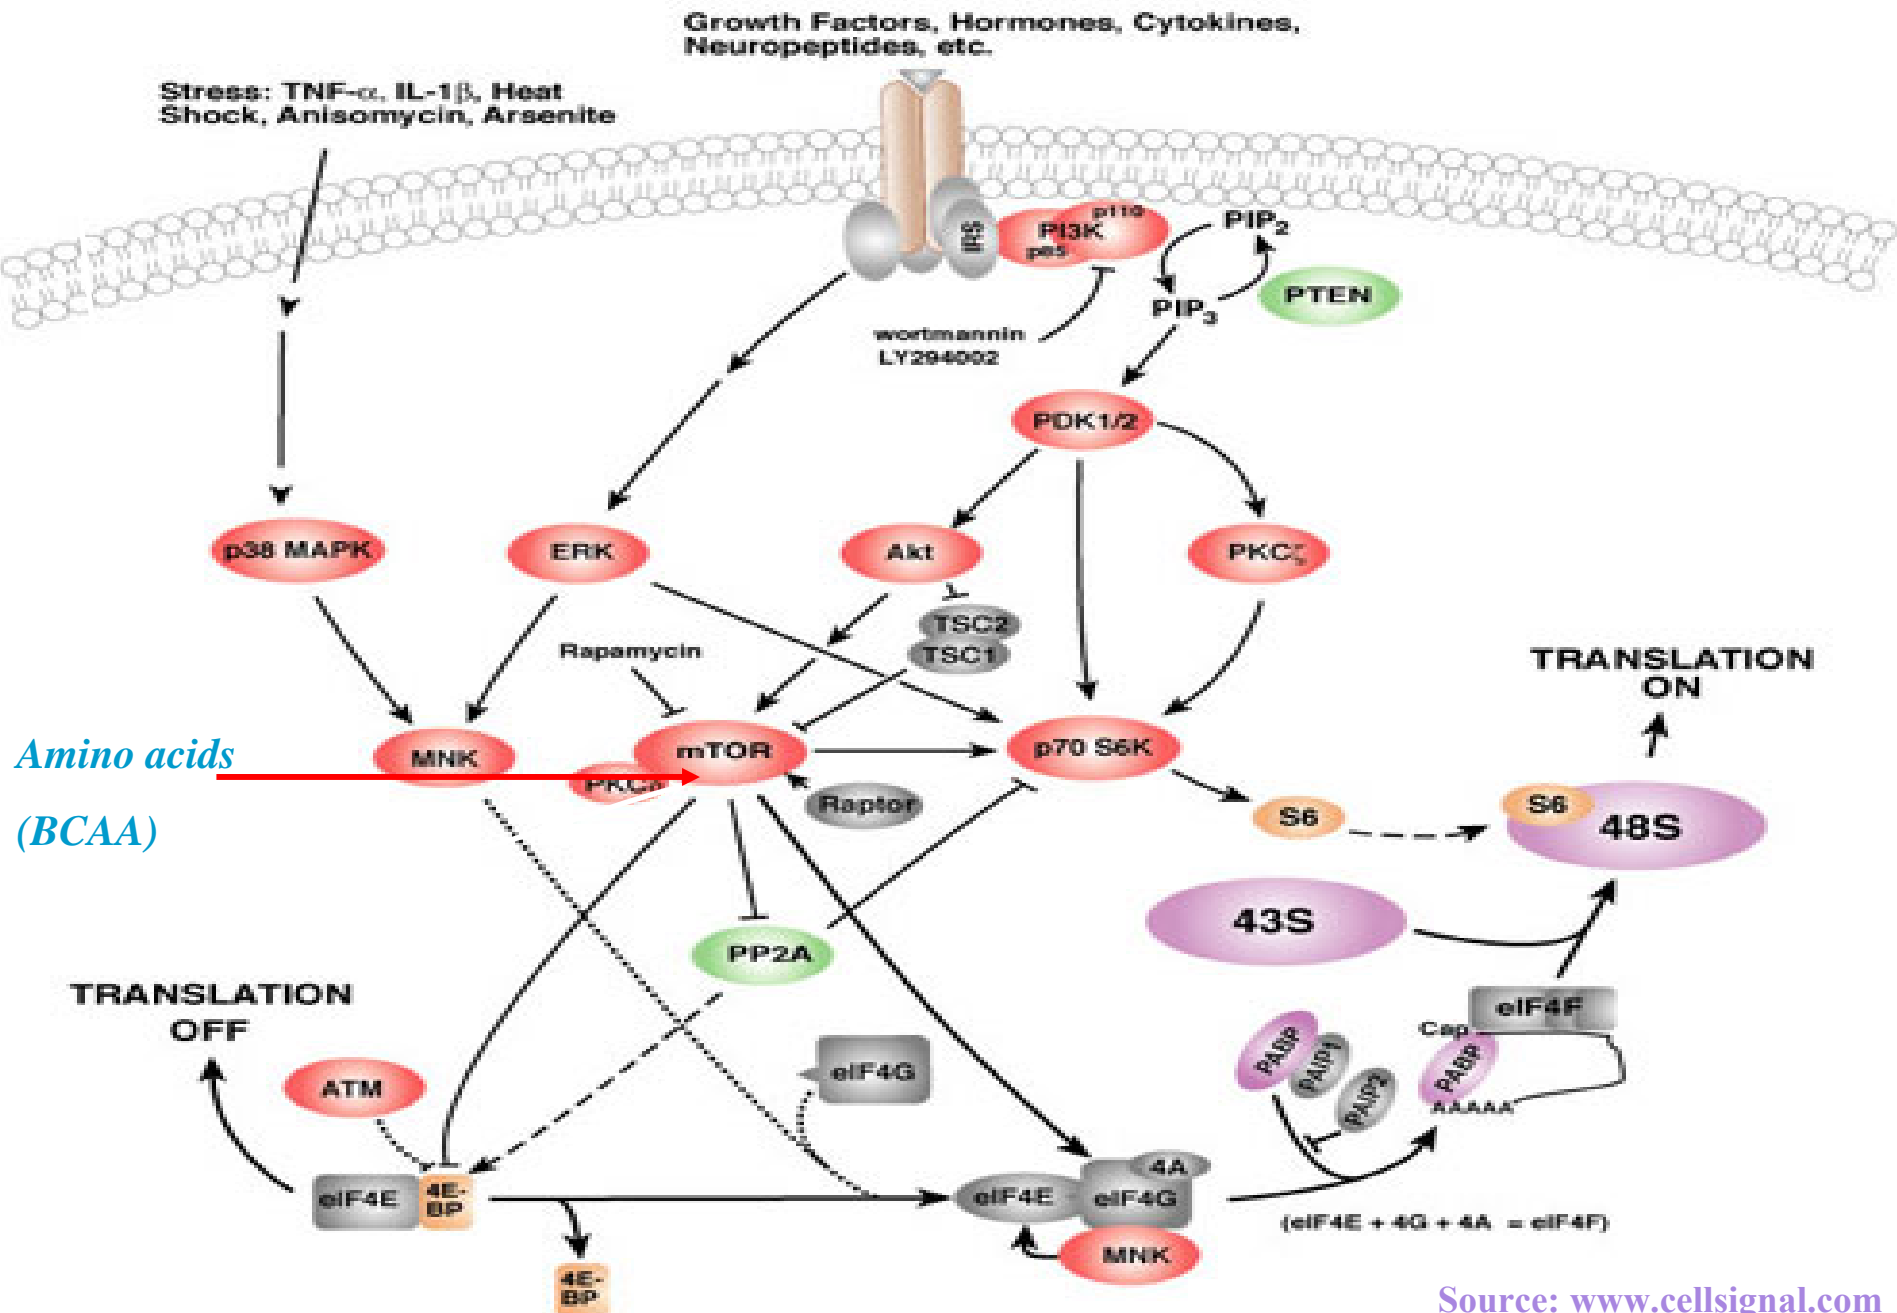 Growth Factors, Hormones, Cytokines,
Neuropeptides, etc.
Stress: TNF-α, IL-1β, Heat
Shock, Anisomycin, Arsenite
IRS
p110
PI3K
p85
PIP2
PIP3
PTEN
wortmannin
LY294002
PDK1/2
p38 MAPK
ERK
Akt
PKCζ
TSC2
TSC1
Rapamycin
TRANSLATION
ON
Amino acids
(BCAA)
MNK
mTOR
PKCδ
Raptor
p70 S6K
S6
S6
48S
43S
PP2A
TRANSLATION
OFF
ATM
eIF4G
eIF4F
Cap
PABP
PAIP1
PAIP2
PABP
AAAAA
eIF4E
4E-
BP
eIF4E
eIF4G
4A
MNK
(eIF4E + 4G + 4A = eIF4F)
4E-
BP
Source: www.cellsignal.com